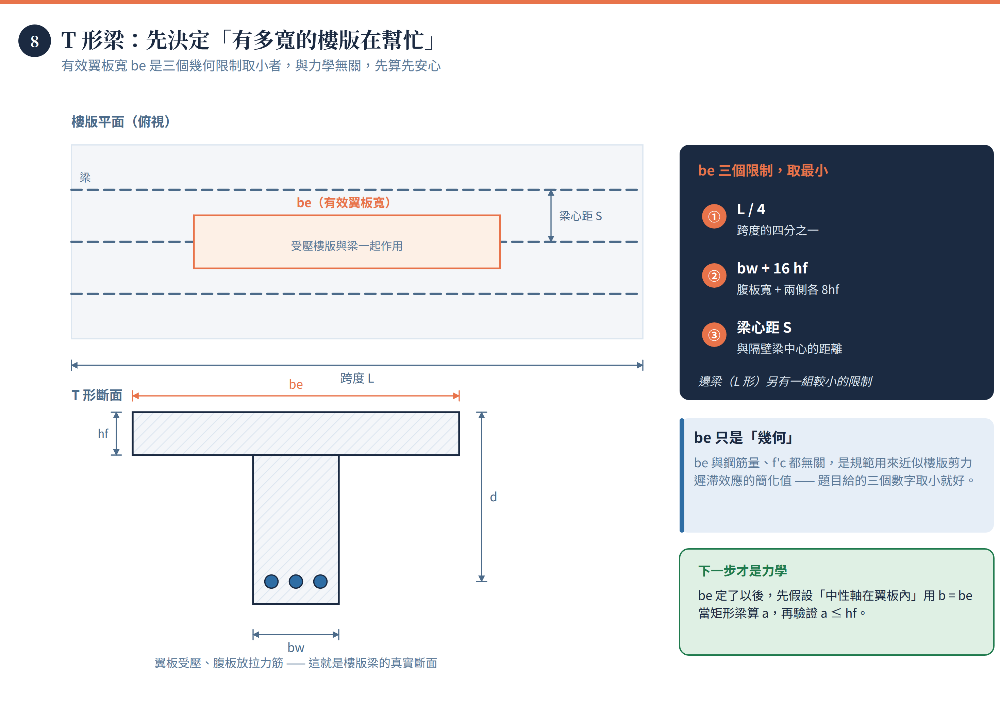 8
T 形梁：先決定「有多寬的樓版在幫忙」
有效翼板寬 be 是三個幾何限制取小者，與力學無關，先算先安心
樓版平面（俯視）
梁
be（有效翼板寬）
梁心距 S
受壓樓版與梁一起作用
跨度 L
T 形斷面
be
hf
d
bw
翼板受壓、腹板放拉力筋 —— 這就是樓版梁的真實斷面
be 三個限制，取最小
①
L / 4
跨度的四分之一
②
bw + 16 hf
腹板寬 + 兩側各 8hf
③
梁心距 S
與隔壁梁中心的距離
邊梁（L 形）另有一組較小的限制
be 只是「幾何」
be 與鋼筋量、f'c 都無關，是規範用來近似樓版剪力
遲滯效應的簡化值 —— 題目給的三個數字取小就好。
下一步才是力學
be 定了以後，先假設「中性軸在翼板內」用 b = be
當矩形梁算 a，再驗證 a ≤ hf。